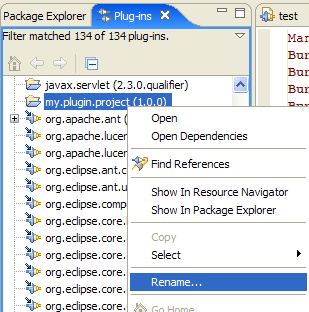 Package Explorer Plug-ins test
Filter matched 134 of 134 plug-ins.
javax.servlet (2.3.0.qualifier)
my.plugin.project (1.0.0)
org.apache.ant (
org.apache.lucer
org.apache.lucer
org.eclipse.ant.c
org.eclipse.ant.u
org.eclipse.compa
org.eclipse.core.
org.eclipse.core.
org.eclipse.core.
org.eclipse.core.
org.eclipse.core.
org.eclipse.core.
Mar
Bur
Bur
Bur
Open
Open Dependencies
Find References
Show In Resource Navigator
Show In Package Explorer
Copy
Select
Rename...
Go Home